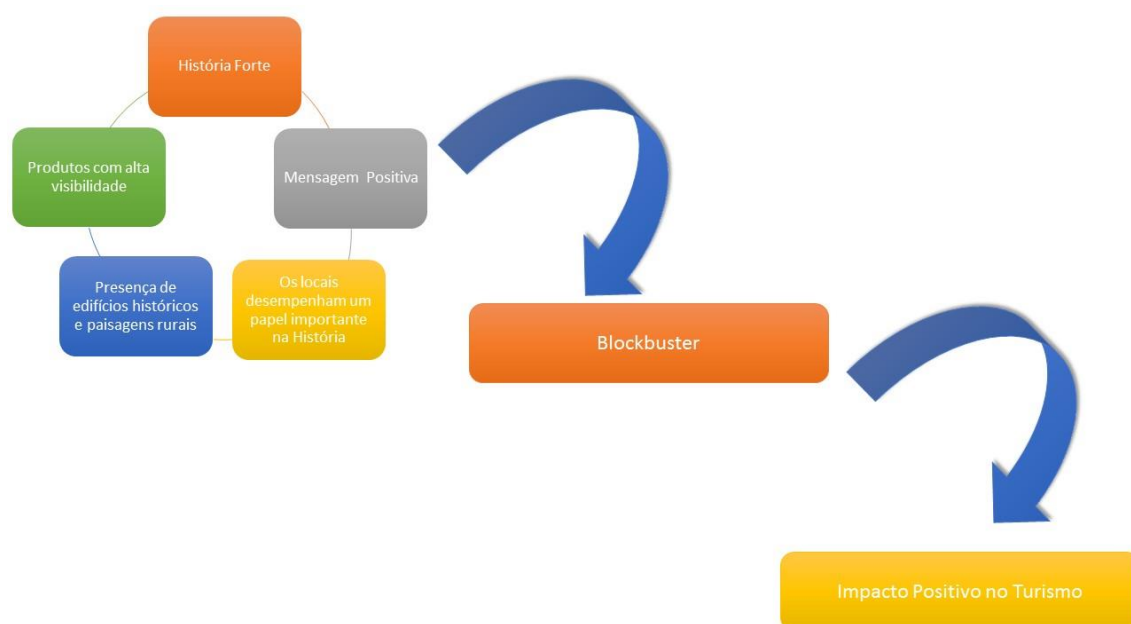 História Forte
Mensagem Positiva
Os locais
desempenham um
papel importante
na História
Presença de
edifícios históricos
e paisagens rurais
Produtos com alta
visibilidade
Blockbuster
Impacto Positivo no Turismo